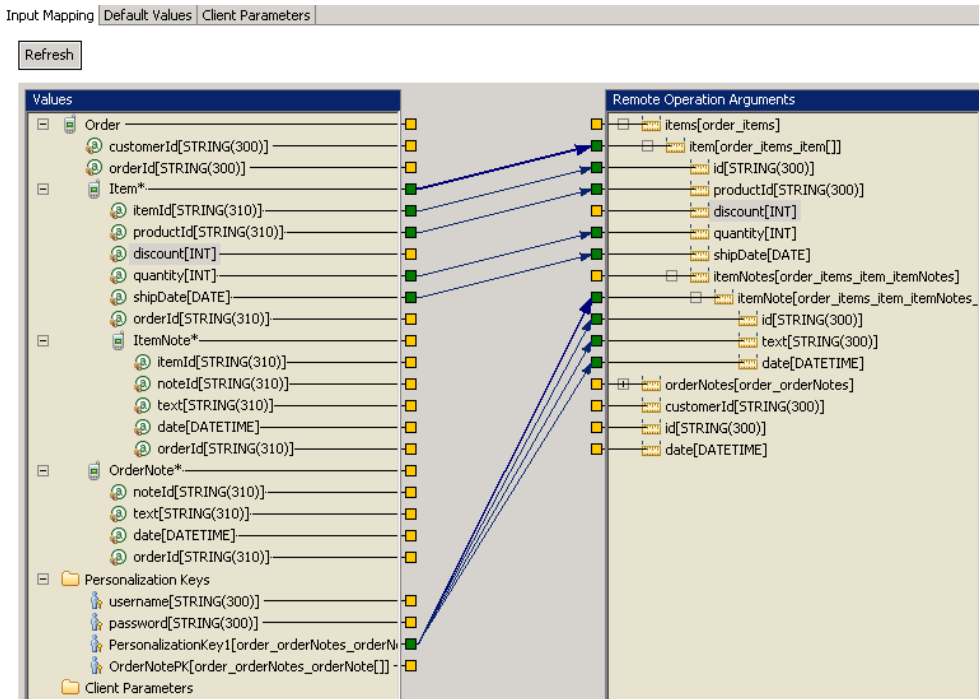 Input Mapping Default Values Client Parameters
Refresh
Values
Order
customerId[STRING(300)]
orderId[STRING(300)]
Item*
itemId[STRING(310)]
productId[STRING(310)]
discount[INT]
quantity[INT]
shipDate[DATE]
orderId[STRING(310)]
ItemNote*
itemId[STRING(310)]
noteId[STRING(310)]
text[STRING(310)]
date[DATETIME]
orderId[STRING(310)]
OrderNote*
noteId[STRING(310)]
text[STRING(310)]
date[DATETIME]
orderId[STRING(310)]
Personalization Keys
username[STRING(300)]
password[STRING(300)]
PersonalizationKey1[order_orderNotes_orderN
OrderNotePK[order_orderNotes_orderNote[]]
Client Parameters
Remote Operation Arguments
items[order_items]
item[order_items_item[]]
id[STRING(300)]
productId[STRING(300)]
discount[INT]
quantity[INT]
shipDate[DATE]
itemNotes[order_items_item_itemNotes]
itemNote[order_items_item_itemNotes_
id[STRING(300)]
text[STRING(300)]
date[DATETIME]
orderNotes[order_orderNotes]
customerId[STRING(300)]
id[STRING(300)]
date[DATETIME]